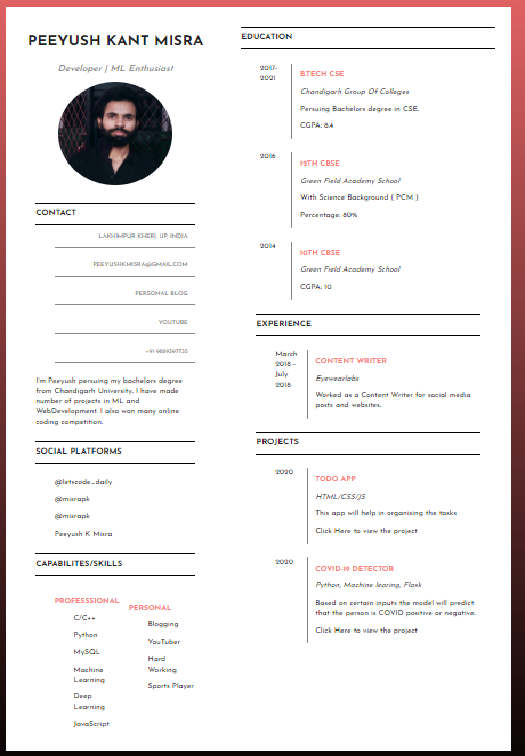 PEEYUSH KANT MISRA
Developer | ML Enthusiast
CONTACT
LAKHIMPUR KHERI, UP, INDIA
PEEYUSHKMISRA@GMAIL.COM
PERSONAL BLOG
YOUTUBE
I'm Peeyush persuing my bachelors degree
from Chandigarh University. I have made
number of projects in ML and
WebDevelopment. I also won many online
coding competition.
SOCIAL PLATFORMS
@letscode_daily
@misrapk
@misrapk
Peeyush K Misra
CAPABILITES/SKILLS
PROFESSIONAL
C/C++
Python
MySQL
Machine
Learning
Deep
Learning
JavaScript
PERSONAL
Blogging
YouTuber
Hard
Working
Sports Player
EDUCATION
2017-
2021
BTECH CSE
Chandigarh Group Of Colleges
Persuing Bachelors degree in CSE.
CGPA: 8.4
2016
12TH CBSE
Green Field Academy School
With Science Background ( PCM )
Percentage: 80%
2014
10TH CBSE
Green Field Academy School
CGPA: 10
EXPERIENCE
March
2018 -
July
2018
CONTENT WRITER
Eyeweavlabs
Worked as a Content Writer for social media
posts and websites.
PROJECTS
2020
TODO APP
HTML/CSS/JS
This app will help in organising the tasks
Click Here to view the project
2020
COVID-19 DETECTOR
Python, Machine learing, Flask
Based on certain inputs the model will predict
that the person is COVID positive or negative.
Click Here to view the project